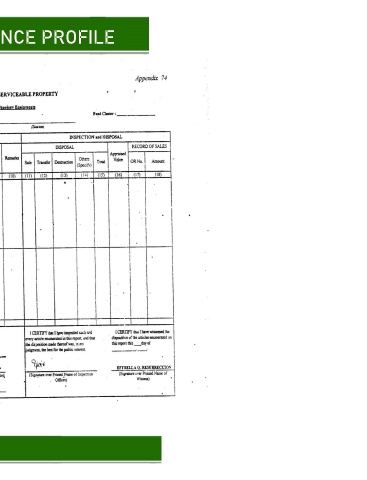 NCE PROFILE
Appendix 74
SERVICEABLE PROPERTY
Fund Cluster :
INSPECTION and DISPOSAL
DISPOSAL
RECORD OF SALES
Remarks
Sale
Transfer
Destruction
Others (Specify)
Total
Appraised Value
OR No.
Amount
(10)
(11)
(12)
(13)
(14)
(15)
(16)
(17)
(18)
I CERTIFY that I have inspected each and
every article enumerated in this report, and that
the disposition made thereof was, in my
judgment, the best for the public interest.
(Signature over Printed Name of Inspection
Officer)
I CERTIFY that I have witnessed the
disposition of the articles enumerated on
this report this ___ day of
ESTRELLA O. RESURRECCION
(Signature over Printed Name of
Witness)